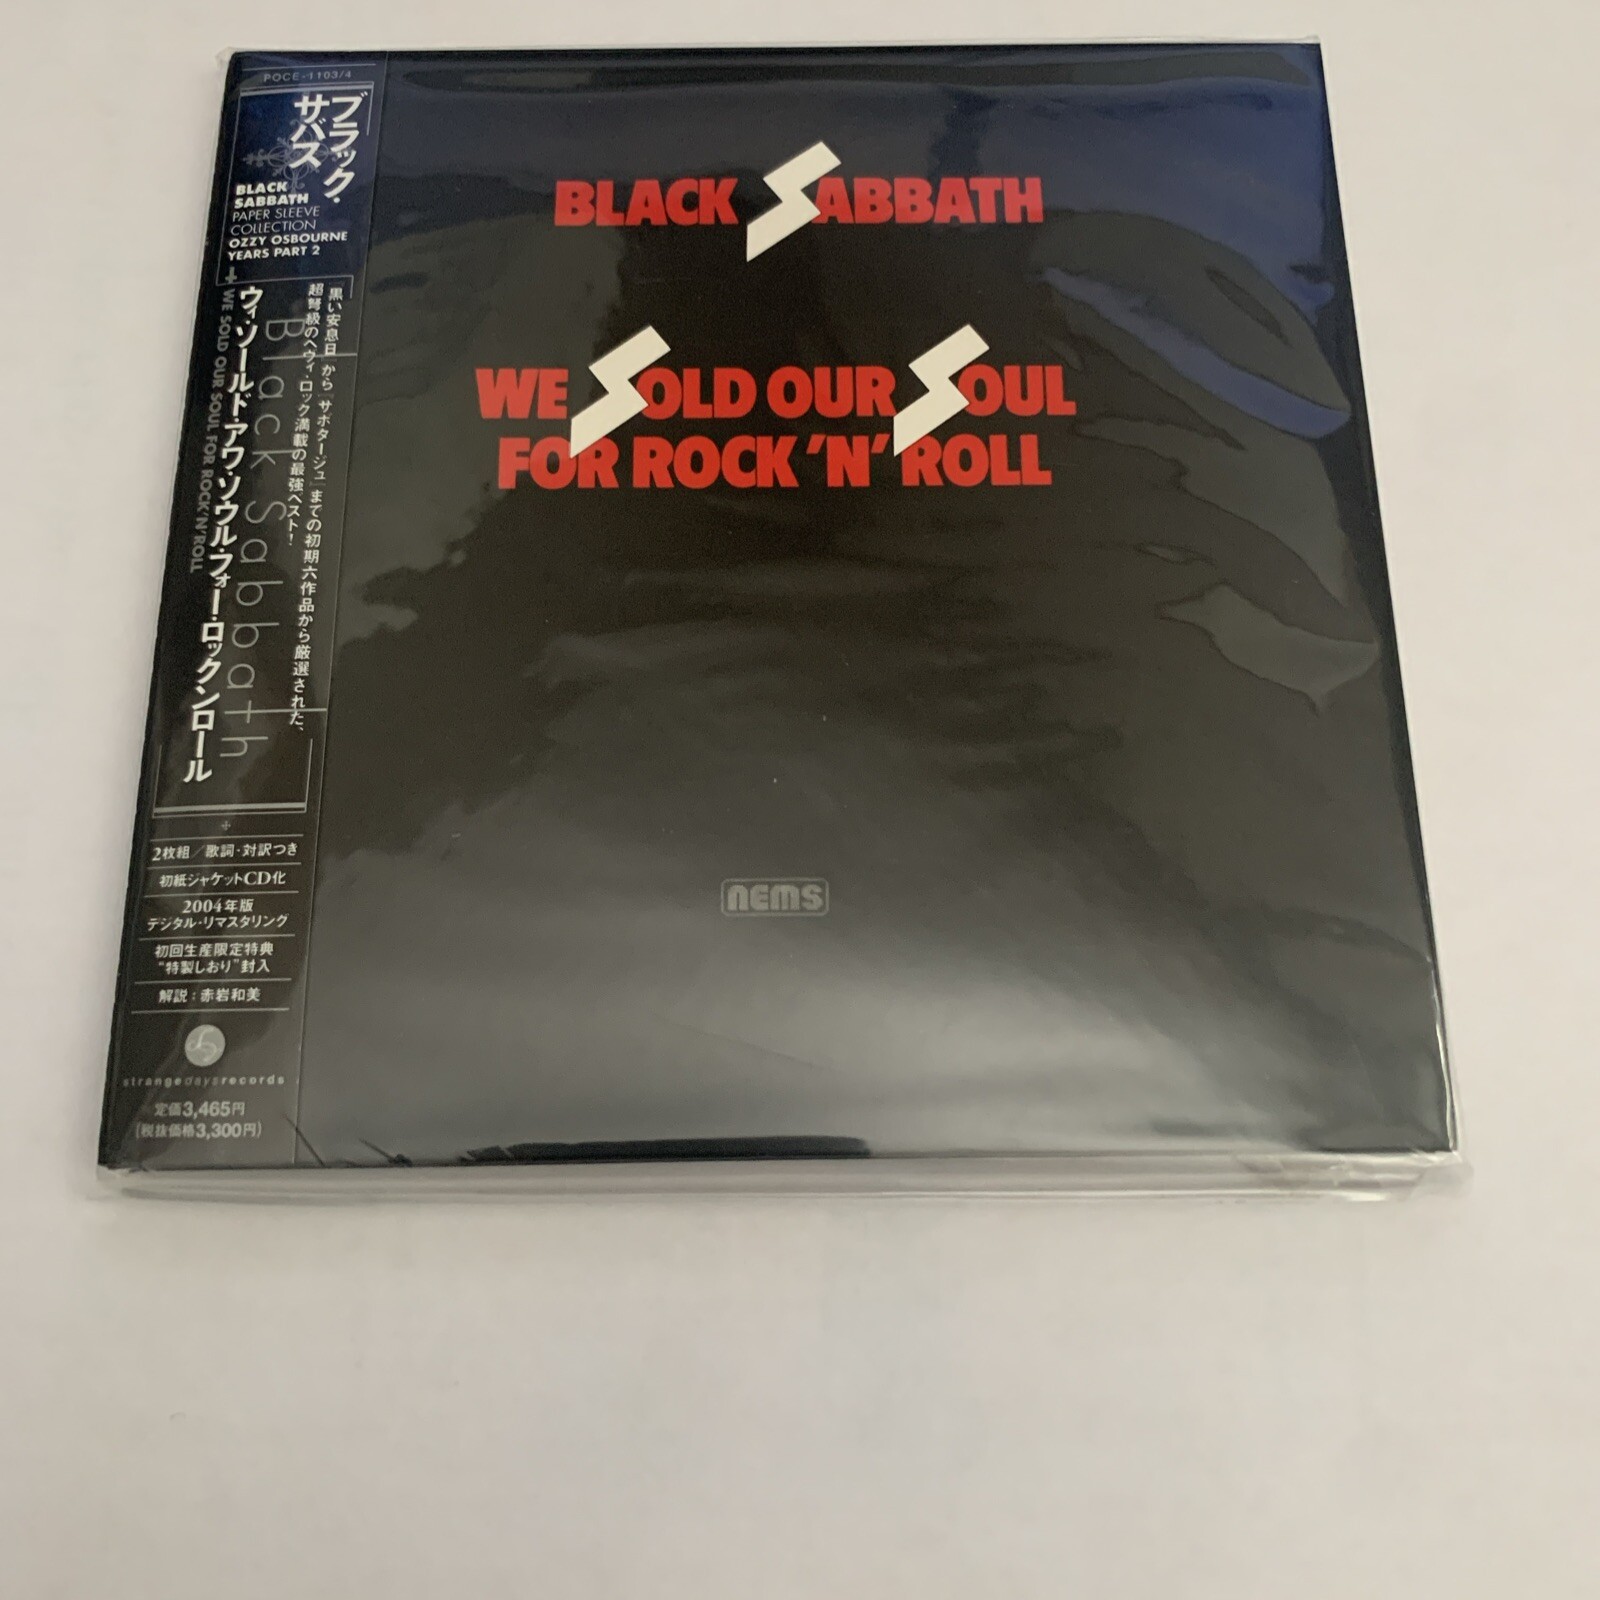 POCE-1103/4
ブラック・
サバス
BLACK
SABBATH
PAPER SLEEVE
COLLECTION
OZZY OSBOURNE
YEARS PART 2
「黒い安息日」から「サボタージュ」までの初期六作品から厳選された、
超弩級のヘヴィ・ロック満載の最強ベスト！
Black Sabbath
ウィ・ソールド・アワ・ソウル・フォー・ロックンロール
WE SOLD OUR SOUL FOR ROCK'N'ROLL
2枚組／歌詞・対訳つき
初紙ジャケットCD化
2004年版
デジタル・リマスタリング
初回生産限定特典
“特製しおり”封入
解説：赤岩和美
strangedaysrecords
定価3,465円
(税抜価格3,300円)
BLACK SABBATH
WE SOLD OUR SOUL
FOR ROCK 'N' ROLL
nems